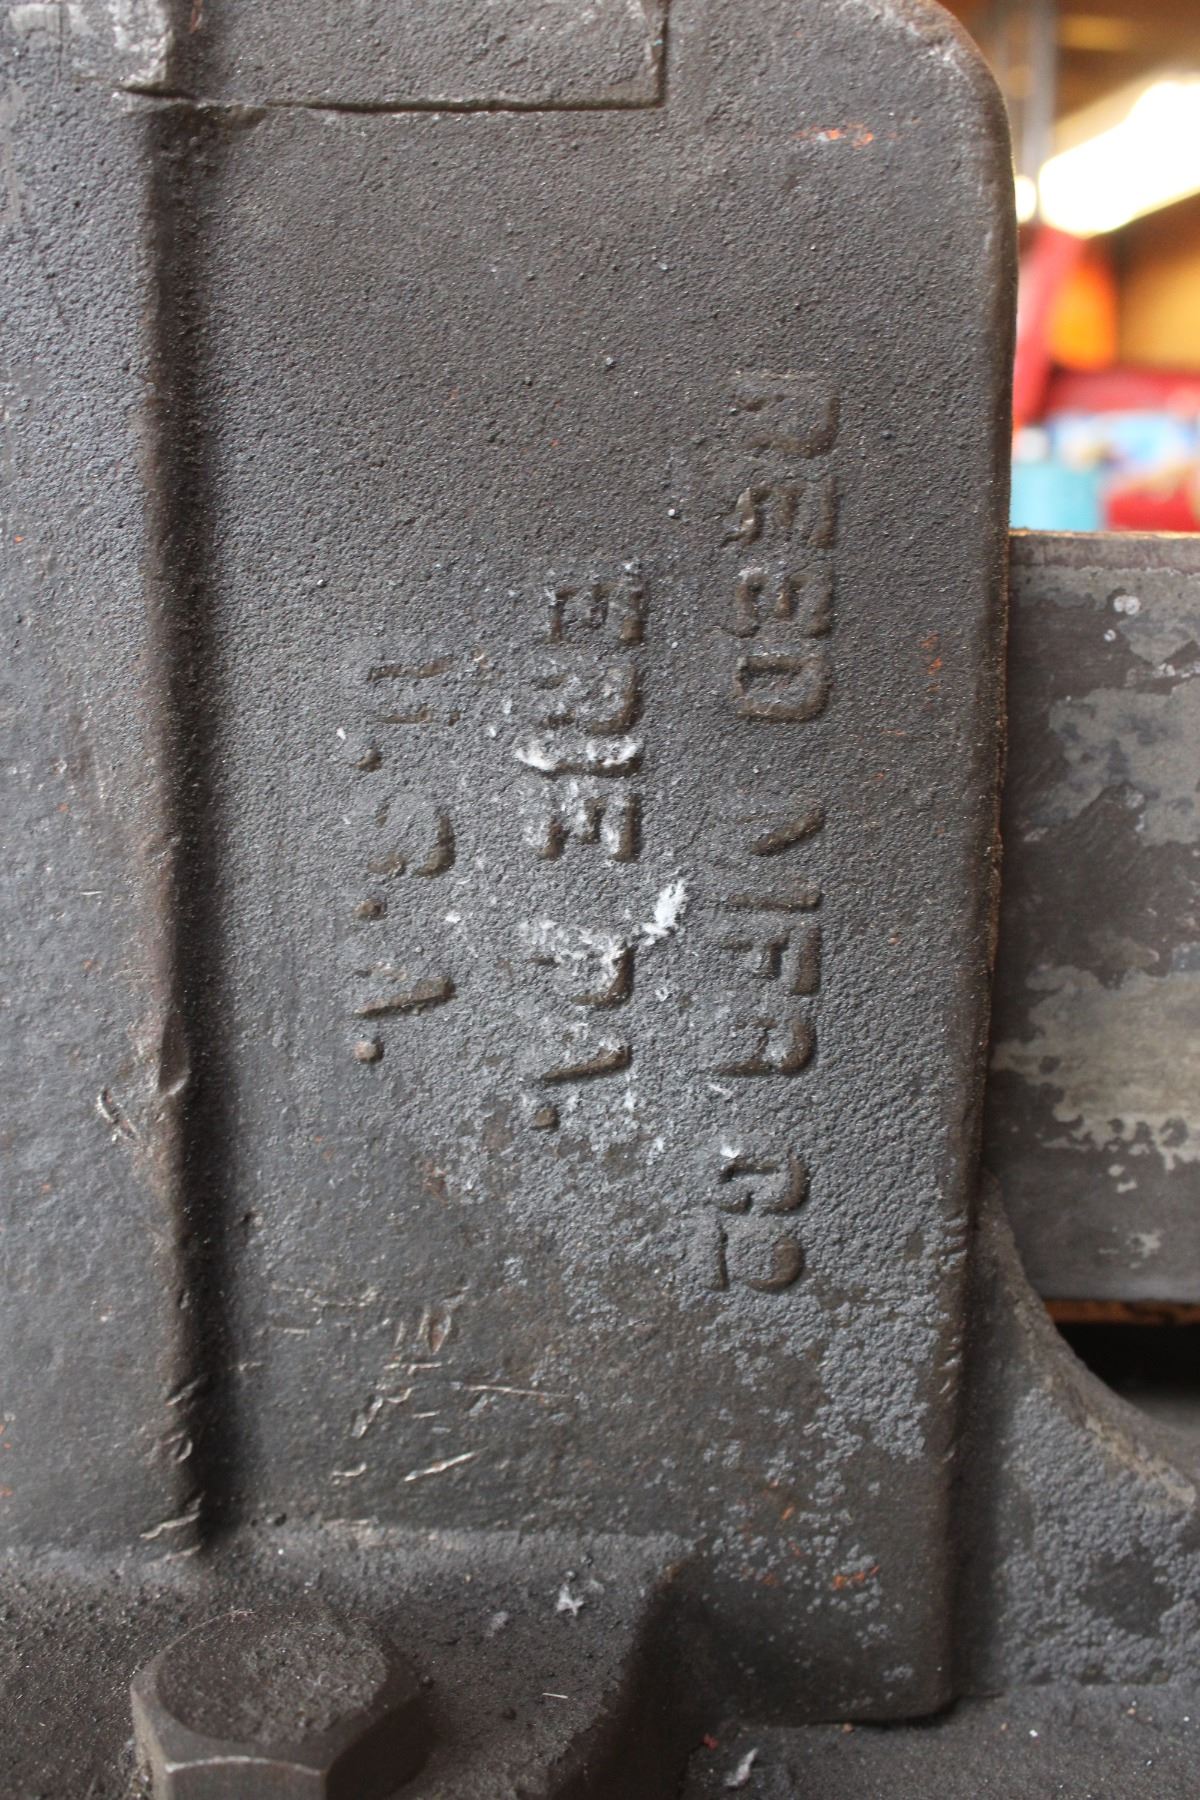 REED MFG CO
ERIE PA.
U.S.A.